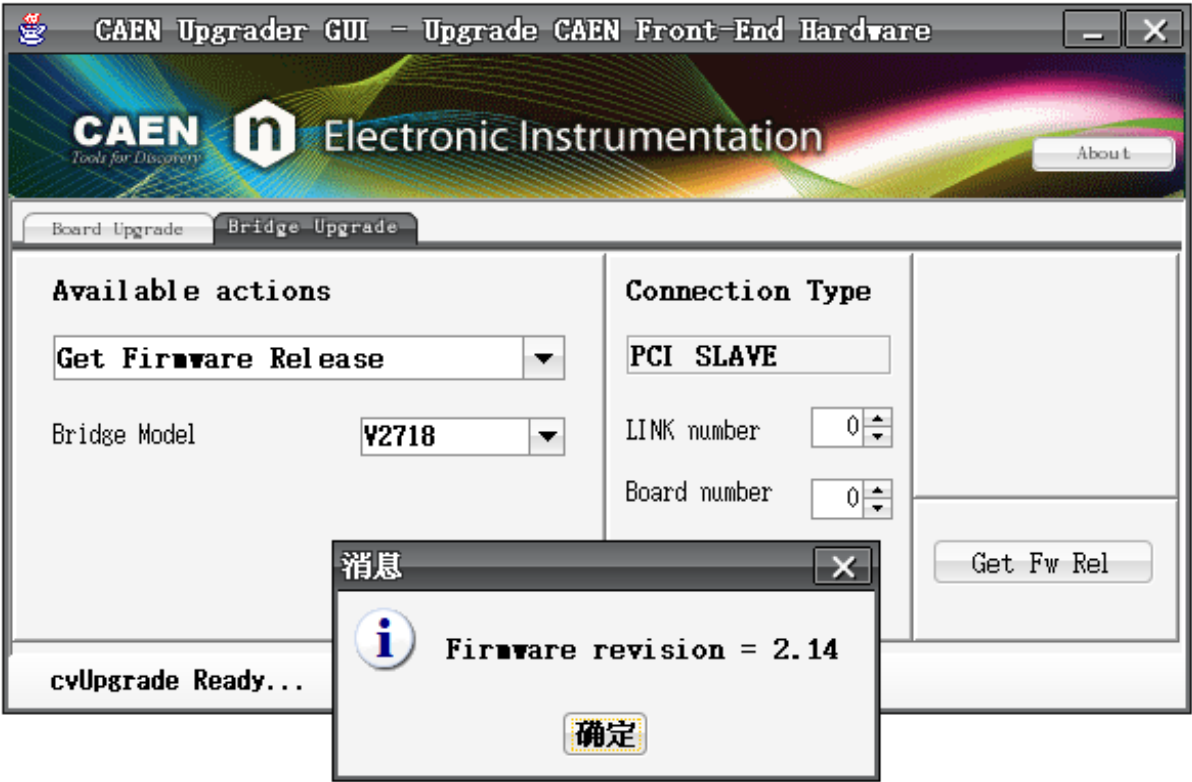 CAEN Upgrader GUI - Upgrade CAEN Front-End Hardware
CAEN
Tools for Discovery
n
Electronic Instrumentation
About
Board Upgrade
Bridge Upgrade
Available actions
Get Firmware Release
Bridge Model
V2718
Connection Type
PCI SLAVE
LINK number
0
Board number
0
Get Fw Rel
消息
Firmware revision = 2.14
确定
cvUpgrade Ready...